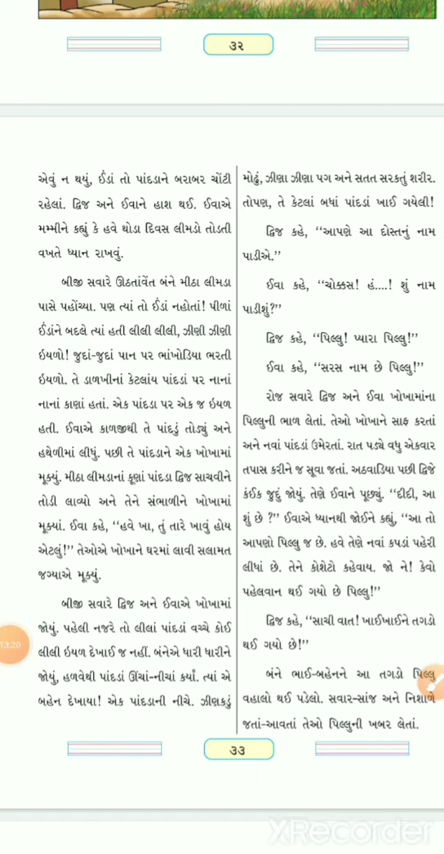 ૩૨
એવું ન થયું, ઈંડાં તો પાંદડાને બરાબર ચોંટી
રહેલાં. દ્વિજ અને ઈવાને હાશ થઈ. ઈવાએ
મમ્મીને કહ્યું કે હવે થોડા દિવસ લીમડો તોડતી
વખતે ધ્યાન રાખવું.
બીજી સવારે ઊઠતાંવેંત બંને મીઠા લીમડા
પાસે પહોંચ્યા. પણ ત્યાં તો ઈંડાં નહોતાં! પીળાં
ઈંડાંને બદલે ત્યાં હતી લીલી લીલી, ઝીણી ઝીણી
ઇયળો! જુદાં-જુદાં પાન પર ભાંખોડિયા ભરતી
ઇયળો. તે ડાળખીનાં કેટલાંય પાંદડાં પર નાનાં
નાનાં કાણાં હતાં. એક પાંદડા પર એક જ ઇયળ
હતી. ઈવાએ કાળજીથી તે પાંદડું તોડ્યું અને
હથેળીમાં લીધું. પછી તે પાંદડાને એક ખોખામાં
મૂક્યું. મીઠા લીમડાનાં કૂણાં પાંદડા દ્વિજ સાચવીને
તોડી લાવ્યો અને તેને સંભાળીને ખોખામાં
મૂક્યાં. ઈવા કહે, ‘‘હવે ખા, તું તારે ખાવું હોય
એટલું!’’ તેઓએ ખોખાને ઘરમાં લાવી સલામત
જગ્યાએ મૂક્યું.
બીજી સવારે દ્વિજ અને ઈવાએ ખોખામાં
જોયું. પહેલી નજરે તો લીલાં પાંદડાં વચ્ચે કોઈ
લીલી ઇયળ દેખાઈ જ નહીં. બંનેએ ધારી ધારીને
જોયું, હળવેથી પાંદડાં ઊંચાં-નીચાં કર્યાં. ત્યાં એ
બહેન દેખાયા! એક પાંદડાની નીચે. ઝીણકડું
મોઢું, ઝીણા ઝીણા પગ અને સતત સરકતું શરીર.
તોપણ, તે કેટલાં બધાં પાંદડાં ખાઈ ગયેલી!
દ્વિજ કહે, ‘‘આપણે આ દોસ્તનું નામ
પાડીએ.’’
ઈવા કહે, ‘‘ચોક્કસ! હં....! શું નામ
પાડીશું?’’
દ્વિજ કહે, ‘‘પિલ્લુ! પ્યારા પિલ્લુ!’’
ઈવા કહે, ‘‘સરસ નામ છે પિલ્લુ!’’
રોજ સવારે દ્વિજ અને ઈવા ખોખામાંના
પિલ્લુની ભાળ લેતાં. તેઓ ખોખાને સાફ કરતાં
અને નવાં પાંદડાં ઉમેરતાં. રાત પડ્યે વધુ એકવાર
તપાસ કરીને જ સૂવા જતાં. અઠવાડિયા પછી દ્વિજે
કંઈક જુદું જોયું. તેણે ઈવાને પૂછ્યું. ‘‘દીદી, આ
શું છે ?’’ ઈવાએ ધ્યાનથી જોઈને કહ્યું, ‘‘આ તો
આપણો પિલ્લુ જ છે. હવે તેણે નવાં કપડાં પહેરી
લીધાં છે. તેને કોશેટો કહેવાય. જો ને! કેવો
પહેલવાન થઈ ગયો છે પિલ્લુ!’’
દ્વિજ કહે, ‘‘સાચી વાત! ખાઈખાઈને તગડો
થઈ ગયો છે!’’
બંને ભાઈ-બહેનને આ તગડો પિલ્લુ
વહાલો થઈ પડેલો. સવાર-સાંજ અને નિશાળે
જતાં-આવતાં તેઓ પિલ્લુની ખબર લેતાં.
13:20
૩૩
XRecorder